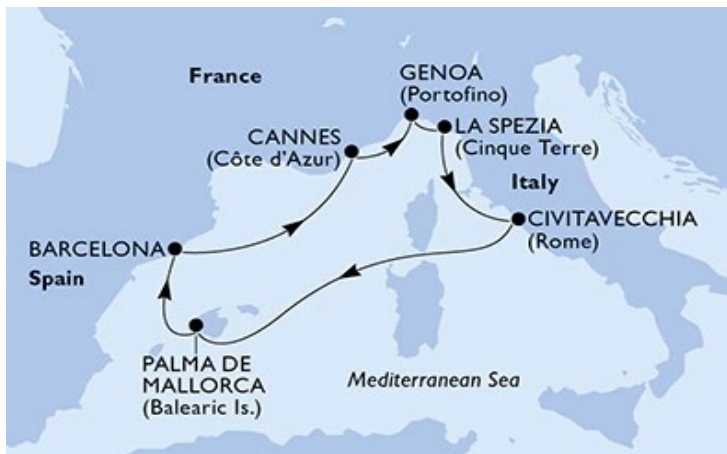 France
GENOA
(Portofino)
CANNES
(Côte d'Azur)
LA SPEZIA
(Cinque Terre)
Italy
CIVITAVECCHIA
(Rome)
BARCELONA
Spain
PALMA DE
MALLORCA
(Balearic Is.)
Mediterranean Sea